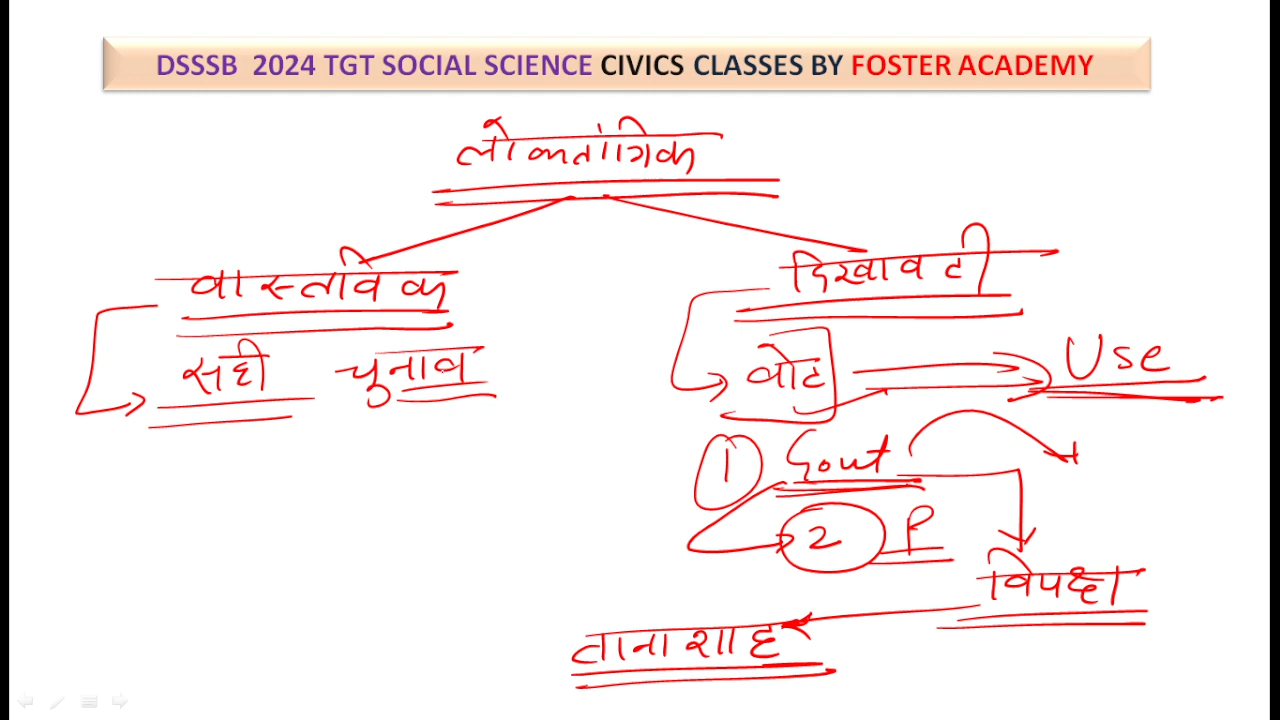 DSSSB 2024 TGT SOCIAL SCIENCE CIVICS CLASSES BY FOSTER ACADEMY
लोकतांत्रिक
वास्तविक दिखावटी
सही चुनाव वोट Use
1 Govt
2 P
विपक्ष
तानाशाह